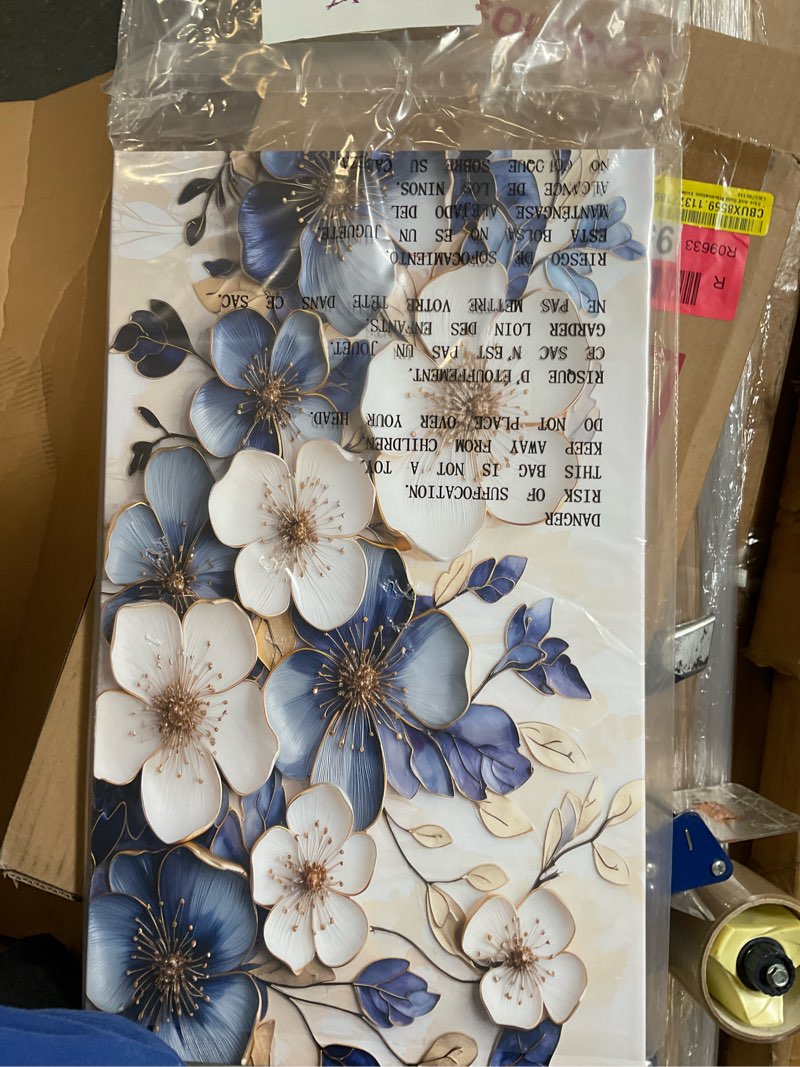 DANGER
RISK OF SUFFOCATION.
THIS BAG IS NOT A TOY.
KEEP AWAY FROM CHILDREN
DO NOT PLACE OVER YOUR HEAD.
RISQUE D'ETOUFFEMENT.
CE SAC N'EST PAS UN JOUET.
GARDER LOIN DES ENFANTS.
NE PAS METTRE VOTRE TETE DANS CE SAC.
RIESGO DE SOFOCAMIENTO.
ESTA BOLSA NO ES UN JUGUETE.
MANTENGASE ALEJADO DEL
ALCANCE DE LOS NINOS.
NO COLOQUE SOBRE SU
R
R09633